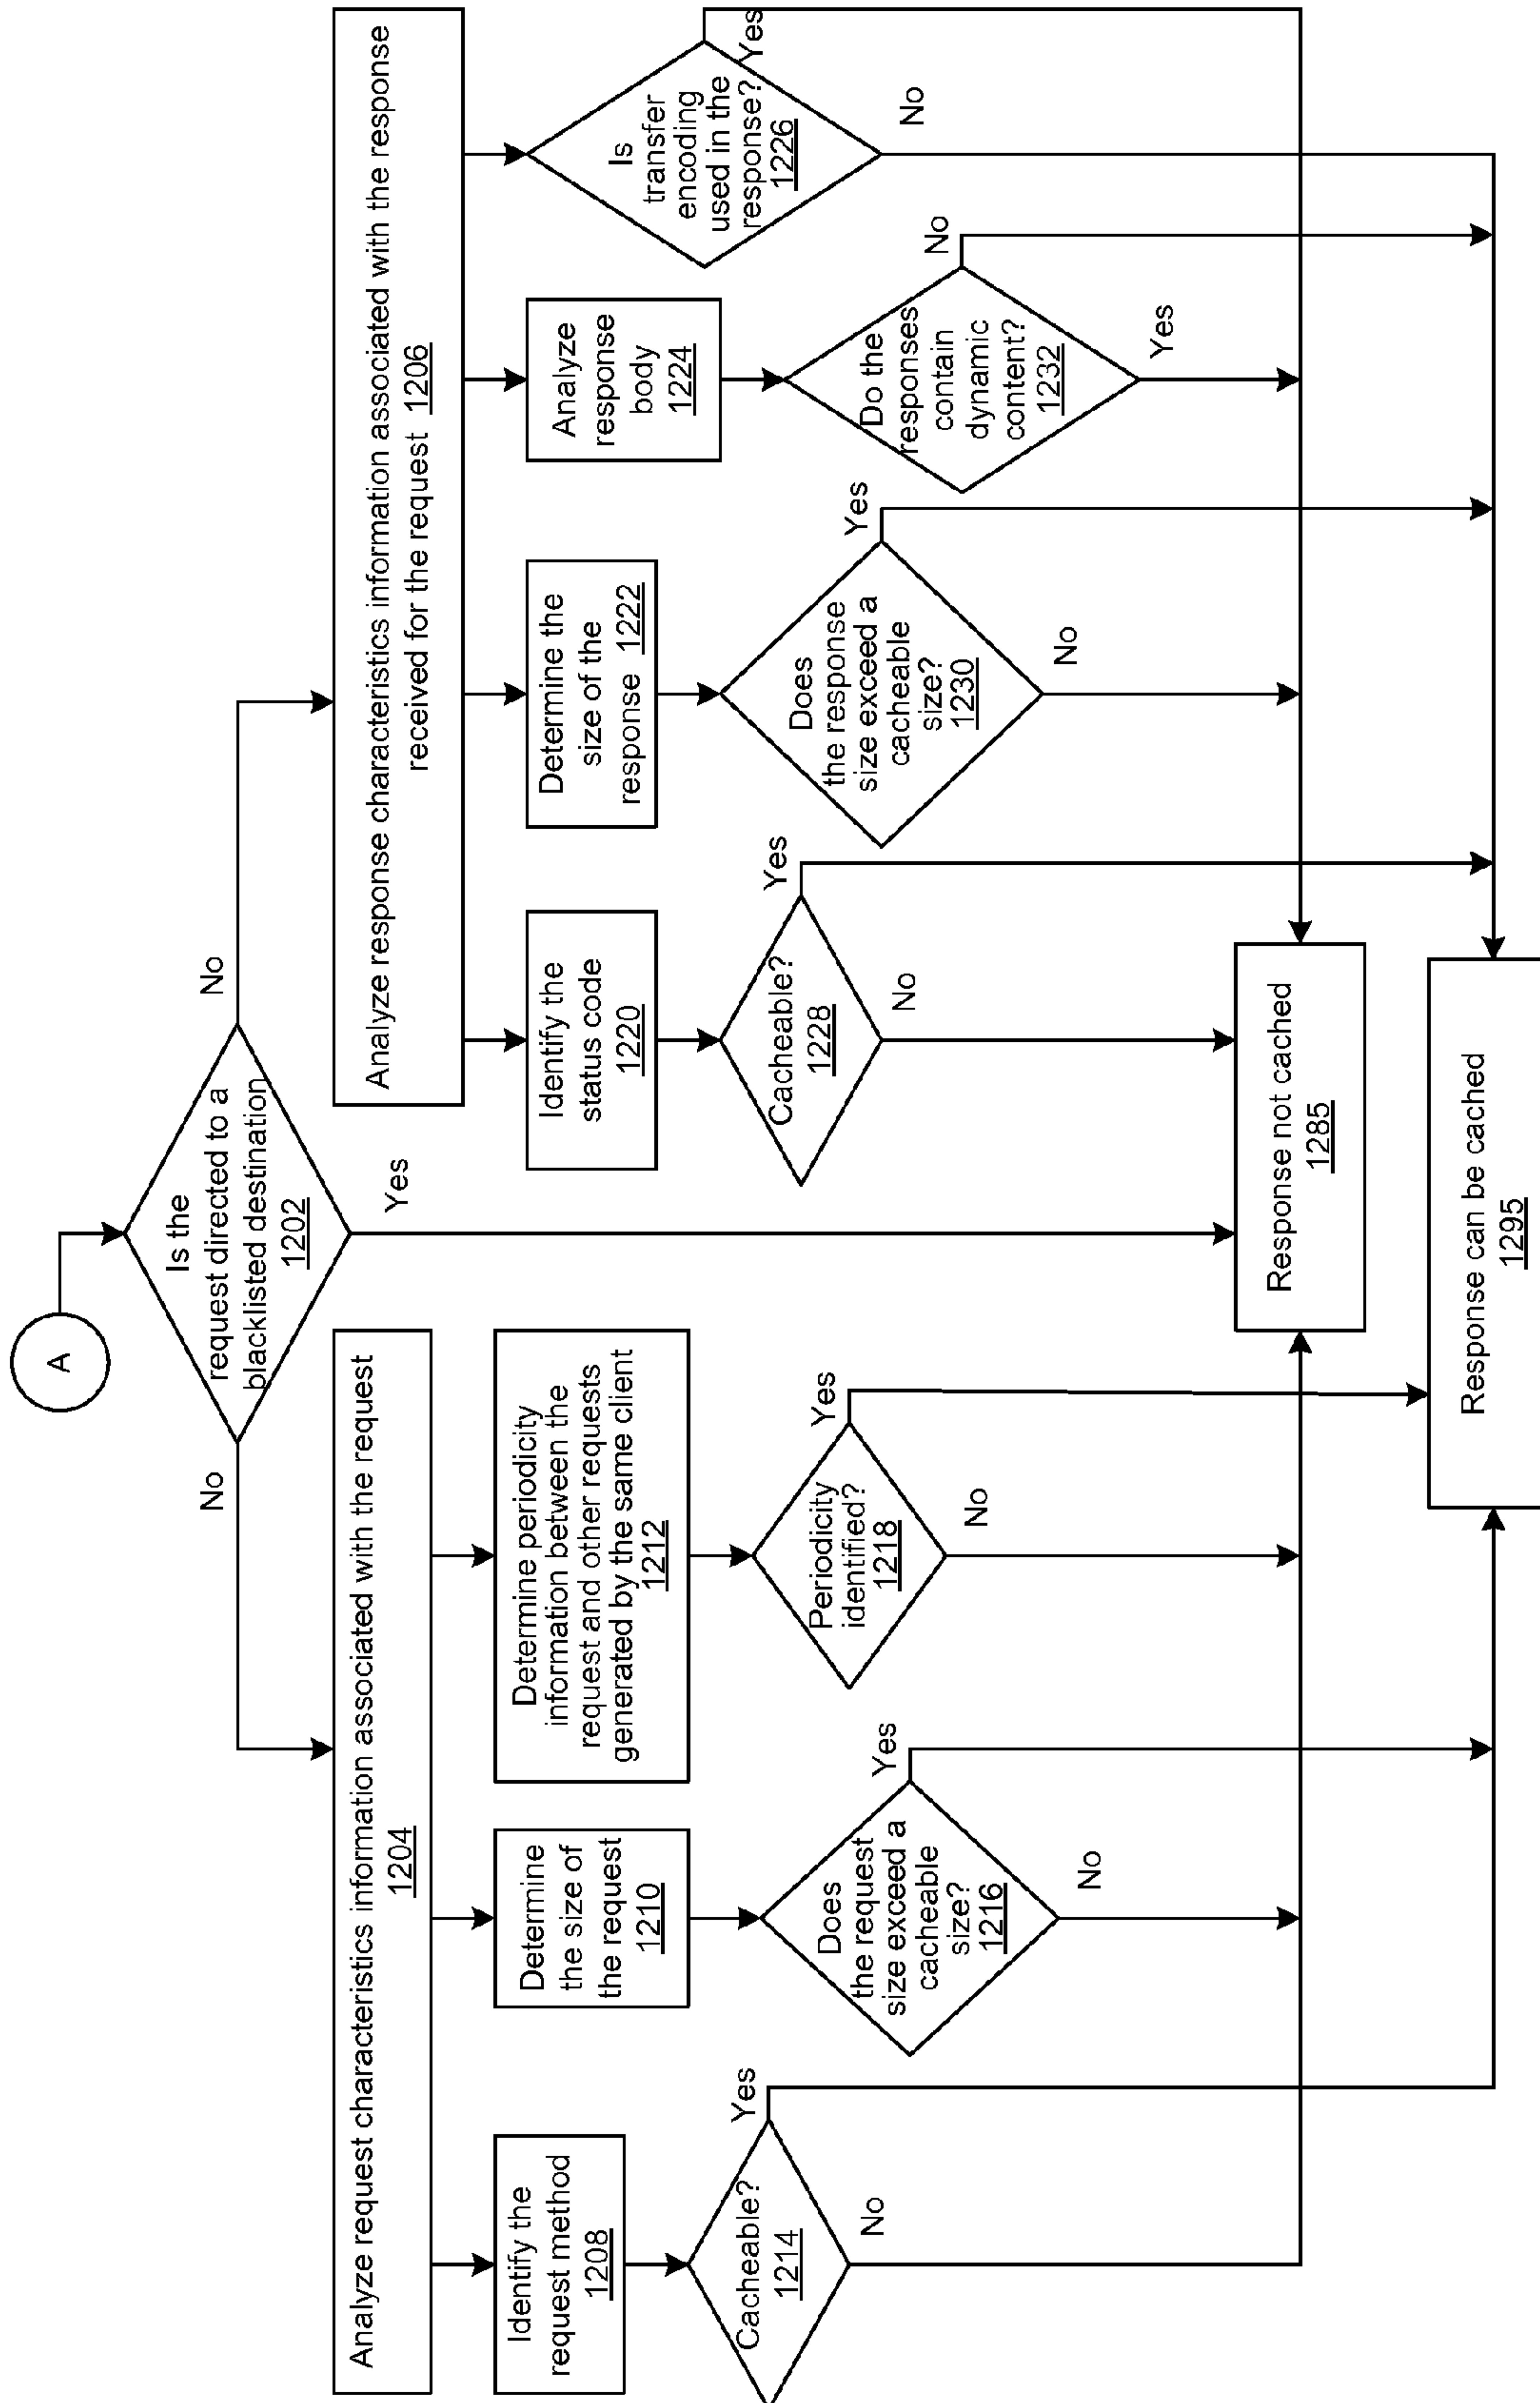 A
Is the
request directed to a
blacklisted destination
1202
No
No
Yes
Analyze request characteristics information associated with the request
1204
Analyze response characteristics information associated with the response
received for the request 1206
Identify the
request method
1208
Determine
the size of
the request
1210
Determine periodicity
information between the
request and other requests
generated by the same client
1212
Identify the
status code
1220
Determine the
size of the
response 1222
Analyze
response
body
1224
Is
transfer
encoding
used in the
response?
1226
Yes
No
Cacheable?
1214
Yes
No
Does
the request
size exceed a
cacheable
size?
1216
Yes
No
Periodicity
identified?
1218
Yes
No
Cacheable?
1228
Yes
No
Does
the response
size exceed a
cacheable
size?
1230
Yes
No
Do the
responses
contain
dynamic
content?
1232
No
Yes
Response not cached
1285
Response can be cached
1295